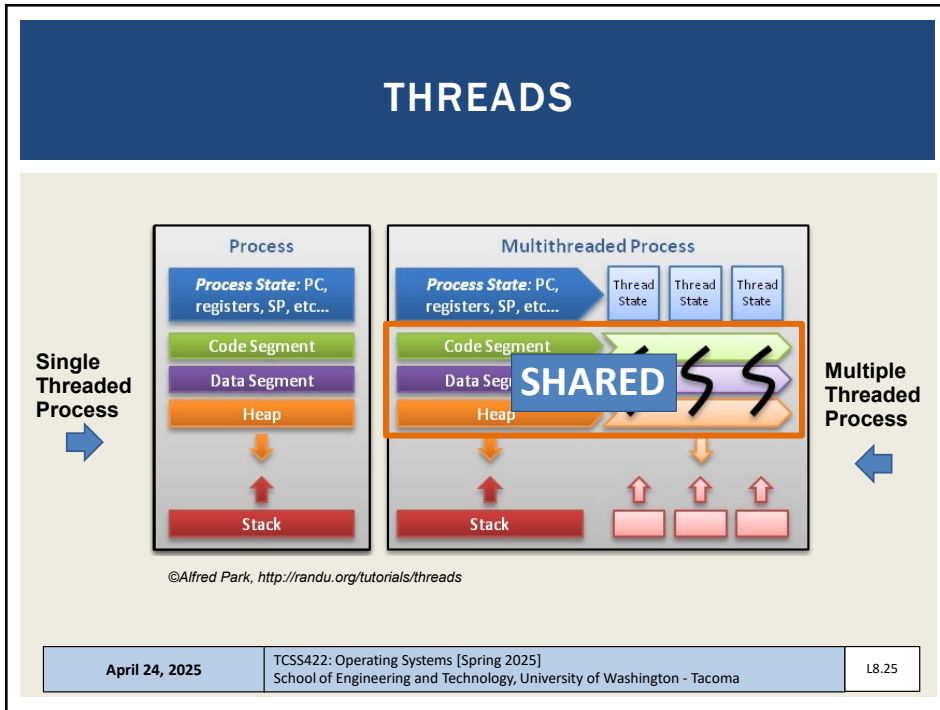 THREADS
Process
Process State: PC,
registers, SP, etc...
Code Segment
Data Segment
Heap
Stack
Multithreaded Process
Process State: PC,
registers, SP, etc...
Thread
State
Thread
State
Thread
State
Code Segment
Data Seg
SHARED
Heap
Stack
Single
Threaded
Process
Multiple
Threaded
Process
©Alfred Park, http://randu.org/tutorials/threads
April 24, 2025
TCSS422: Operating Systems [Spring 2025]
School of Engineering and Technology, University of Washington - Tacoma
L8.25